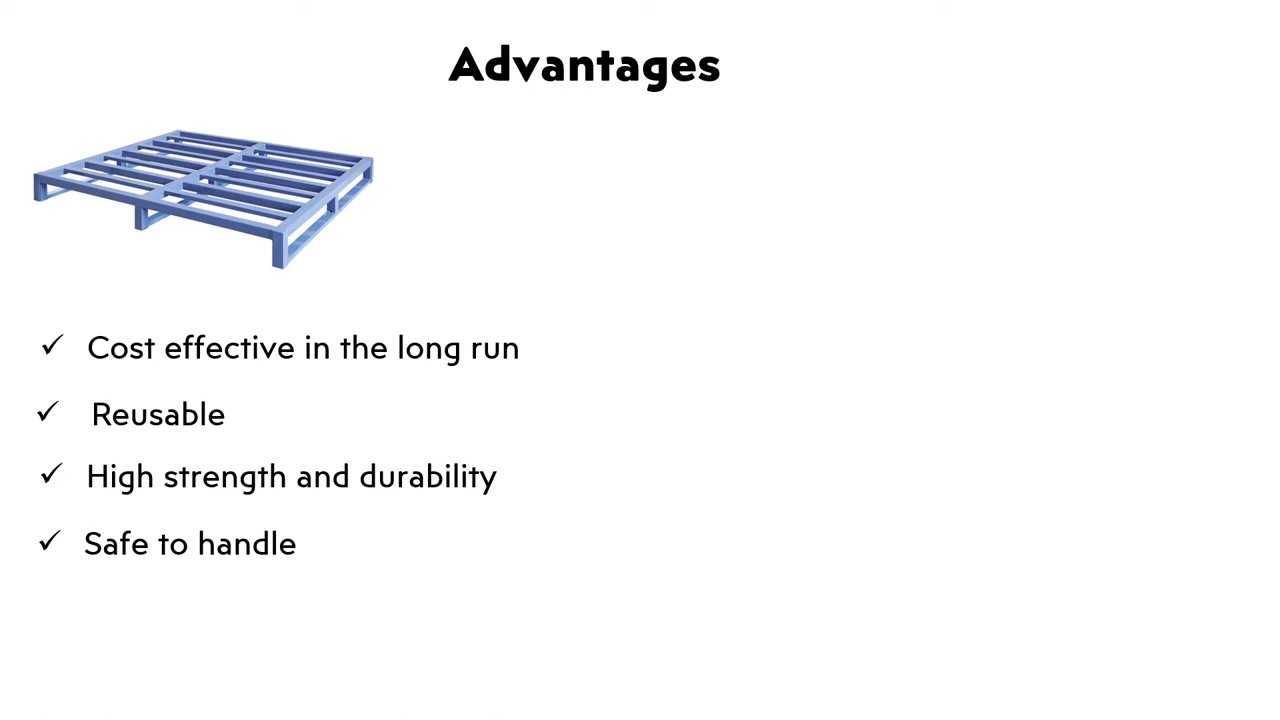 Advantages
✓ Cost effective in the long run
✓ Reusable
✓ High strength and durability
✓ Safe to handle